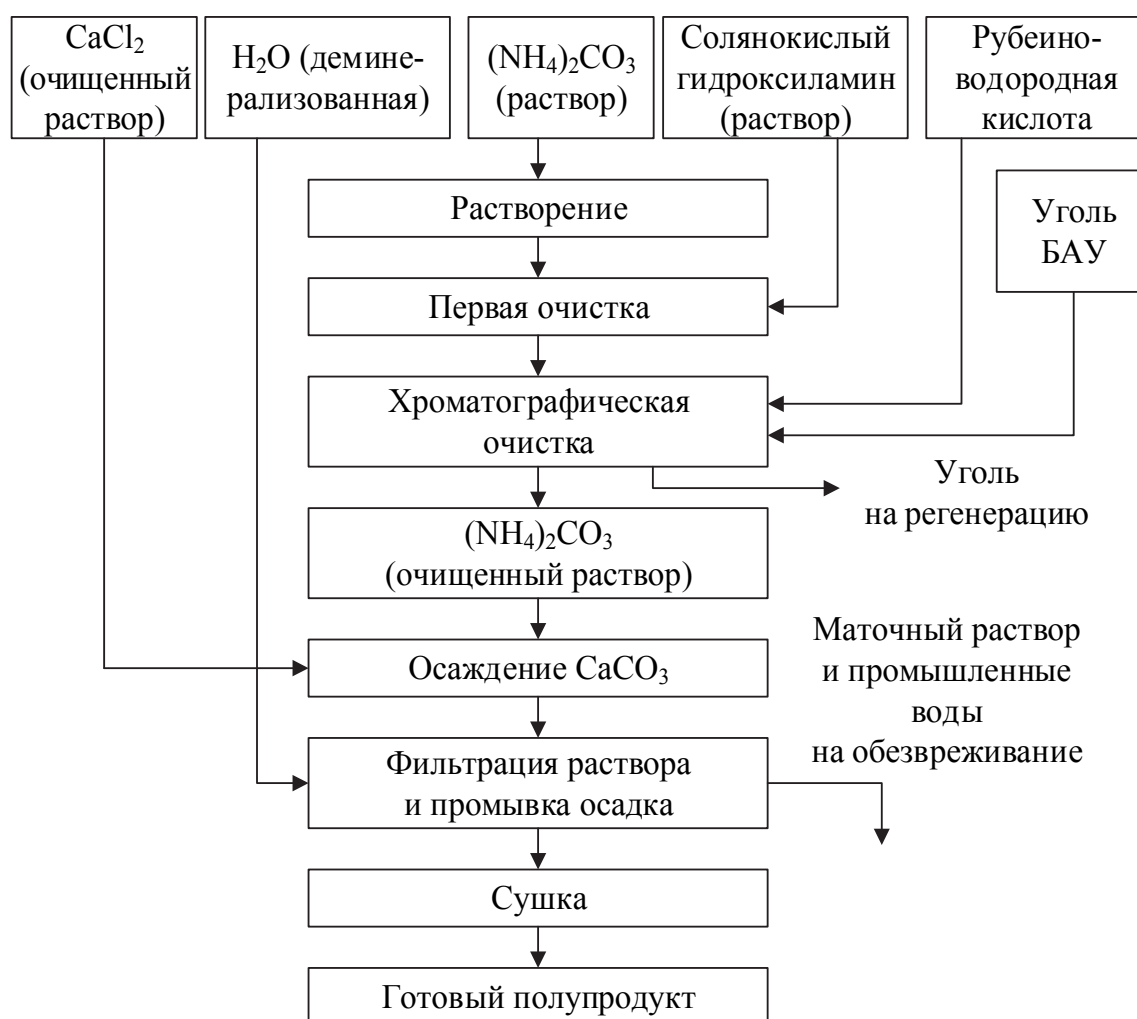 CaCl₂
(очищенный
раствор)
H₂O (демине-
рализованная)
(NH₄)₂CO₃
(раствор)
Солянокислый
гидроксиламин
(раствор)
Рубеино-
водородная
кислота
Растворение
Уголь
БАУ
Первая очистка
Хроматографическая
очистка
Уголь
на регенерацию
(NH₄)₂CO₃
(очищенный раствор)
Маточный раствор
и промышленные
воды
на обезвреживание
Осаждение CaCO₃
Фильтрация раствора
и промывка осадка
Сушка
Готовый полупродукт